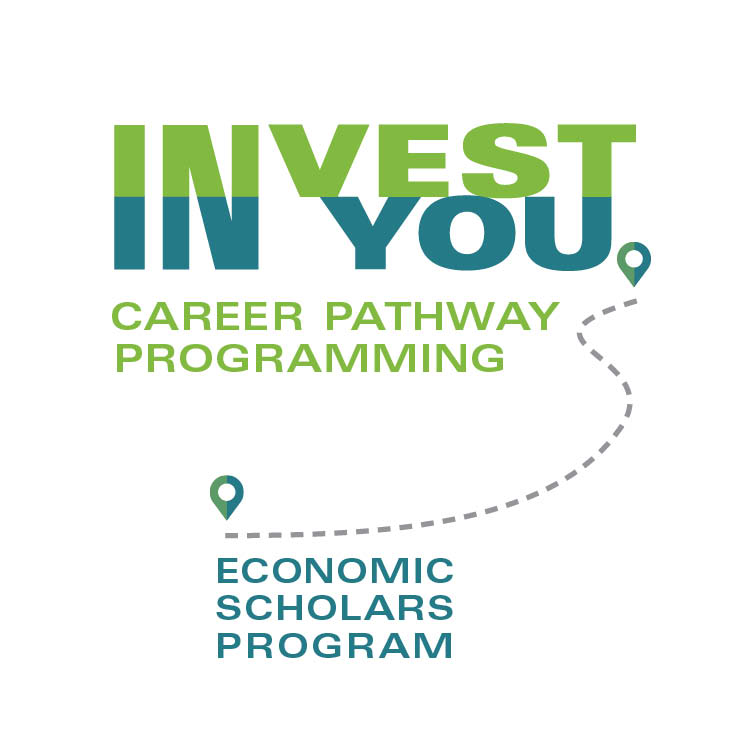 INVEST
IN YOU
CAREER PATHWAY
PROGRAMMING
ECONOMIC
SCHOLARS
PROGRAM